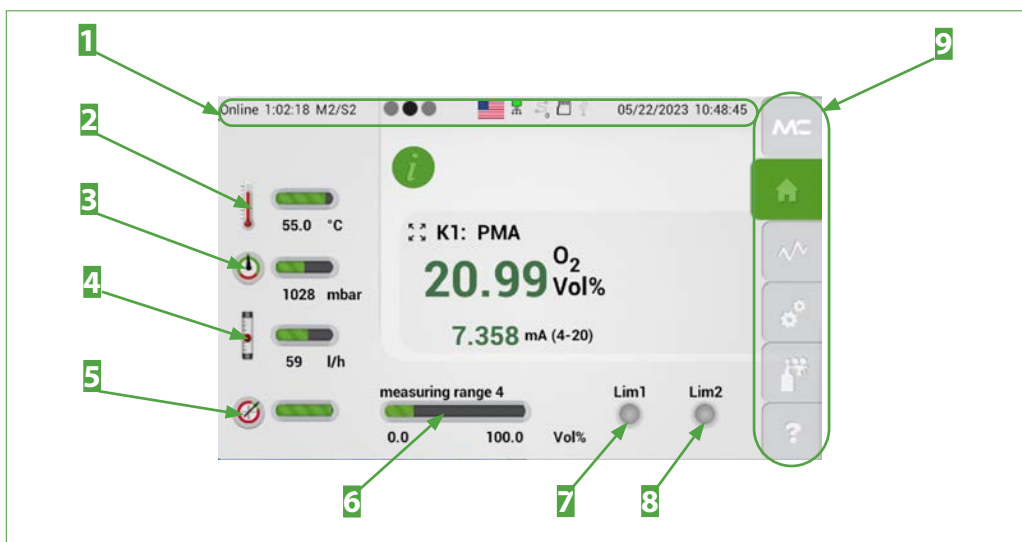 1
9
Online 1:02:18 M2/S2 05/22/2023 10:48:45
MC
2
i
3
55.0 °C
K1: PMA
20.99 O2 Vol%
4
1028 mbar
7.358 mA (4-20)
5
59 l/h
measuring range 4 Lim1 Lim2
0.0 100.0 Vol%
?
6
7
8